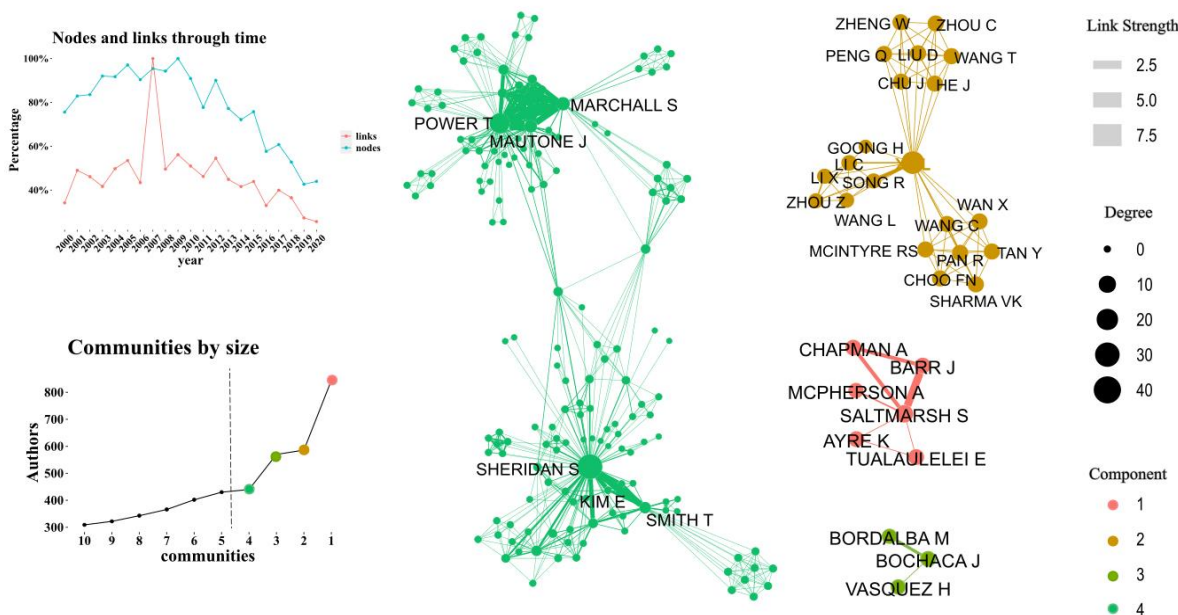 Nodes and links through time
100%
80%
60%
40%
Percentage
2000
2001
2002
2003
2004
2005
2006
2007
2008
2009
2010
2011
2012
2013
2014
2015
2016
2017
2018
2019
2020
year
links
nodes
Communities by size
800
700
600
500
400
300
Authors
10 9 8 7 6 5 4 3 2 1
communities
MARCHALL S
POWER T
MAUTONE J
SHERIDAN S
KIM E
SMITH T
ZHENG W
ZHOU C
PENG Q
LIU D
WANG T
CHU J
HE J
GOONG H
LI C
LI X
SONG R
ZHOU Z
WANG L
WAN X
WANG C
MCINTYRE RS
PAN R
TAN Y
CHOO FN
SHARMA VK
CHAPMAN A
BARR J
MCPHERSON A
SALTMARSH S
AYRE K
TUALAULELEI E
BORDALBA M
BOCHACA J
VASQUEZ H
Link Strength
2.5
5.0
7.5
Degree
0
10
20
30
40
Component
1
2
3
4